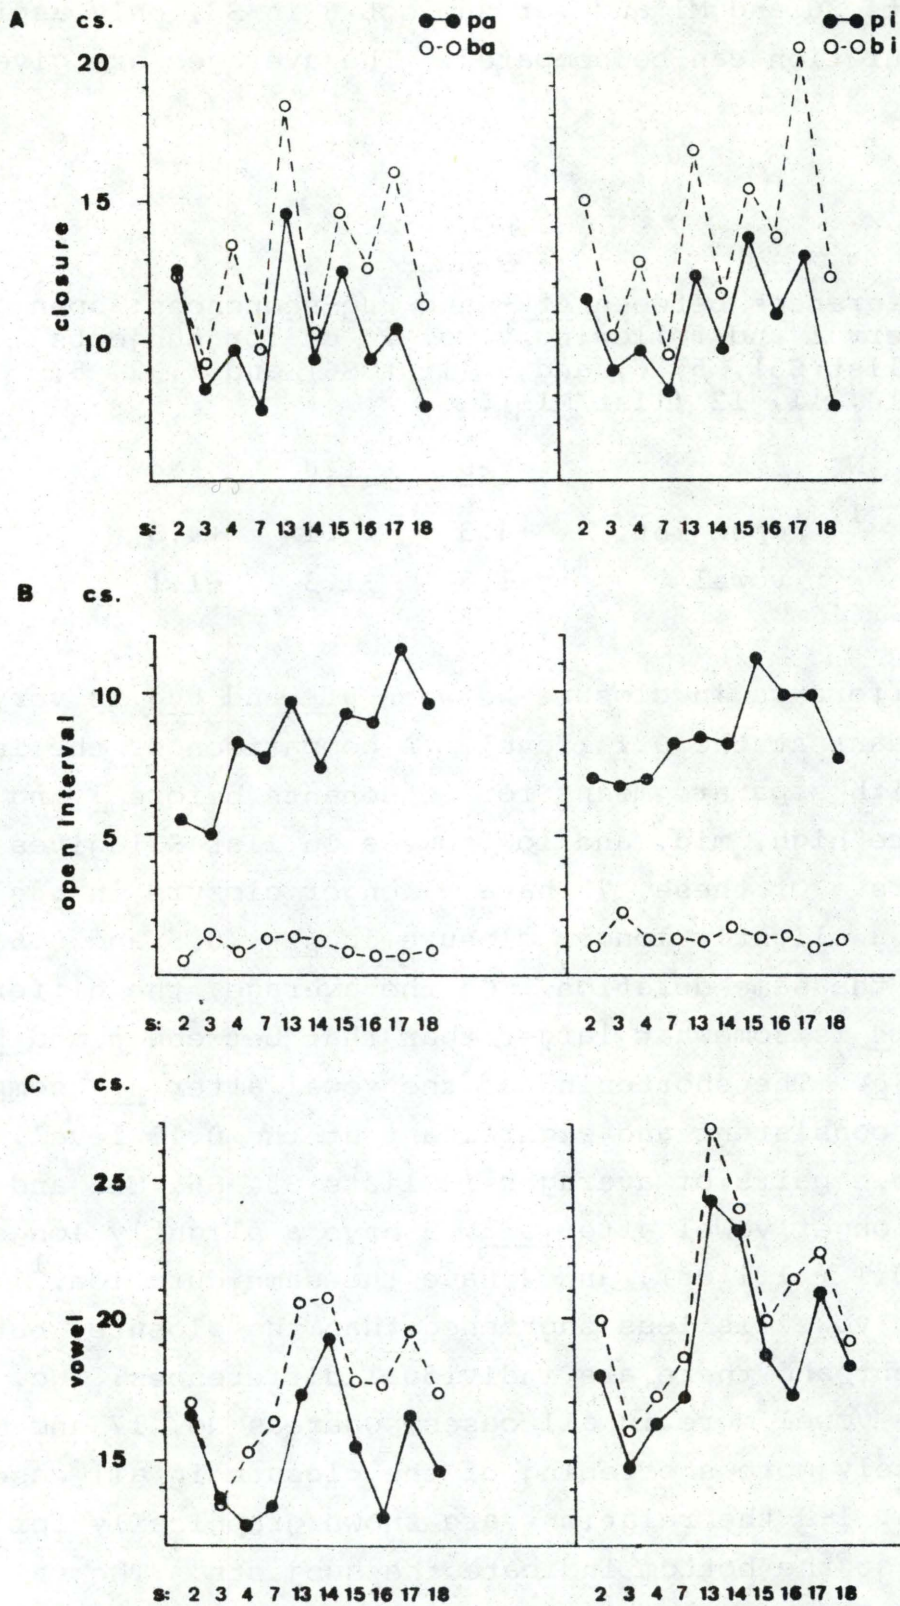 A cs. pa pi
ba bi
20
15
closure
10
s: 2 3 4 7 13 14 15 16 17 18 2 3 4 7 13 14 15 16 17 18
B cs.
10
open interval
5
s: 2 3 4 7 13 14 15 16 17 18 2 3 4 7 13 14 15 16 17 18
C cs.
25
20
vowel
15
s: 2 3 4 7 13 14 15 16 17 18 2 3 4 7 13 14 15 16 17 18